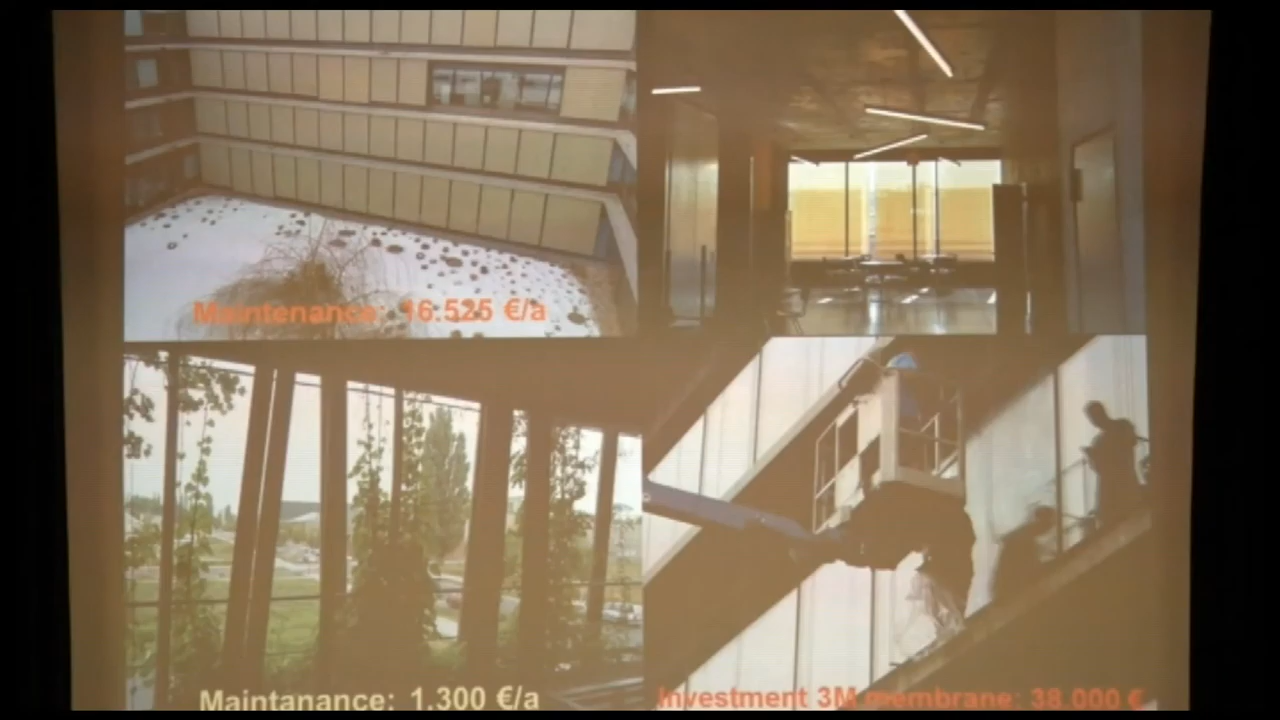 Maintenance: 16.525 €/a
Maintanance: 1.300 €/a
Investment 3M membrane: 38.000 €